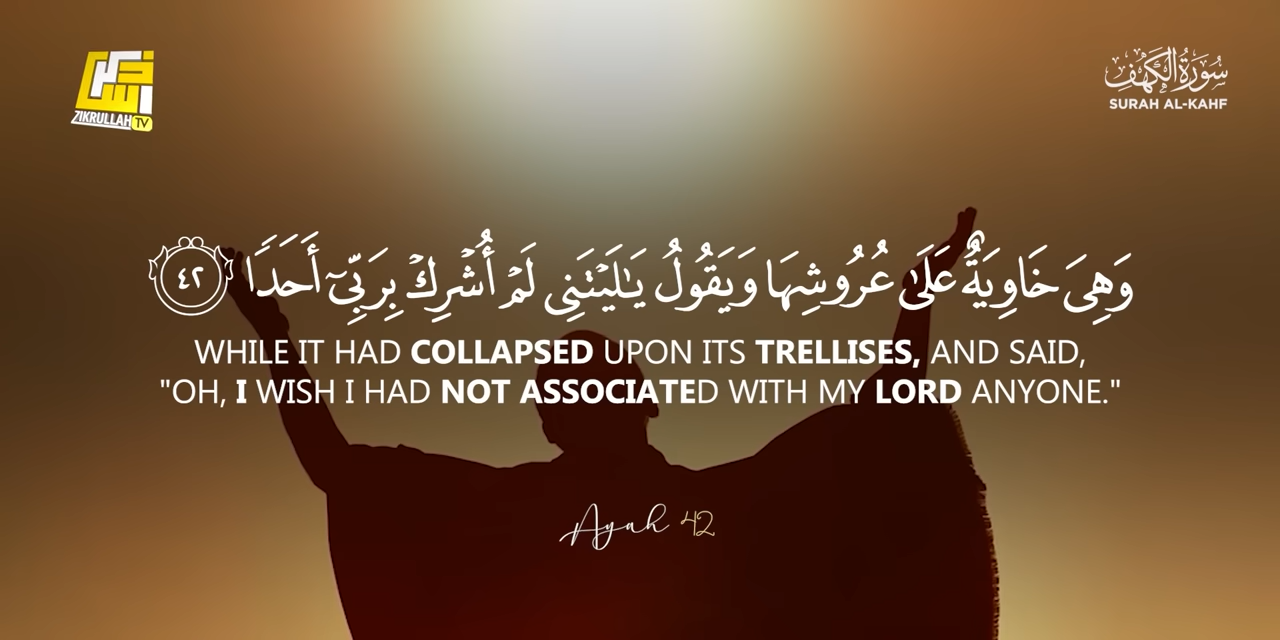 ZIKRULLAH TV
سُورَةُ الْكَهْفِ
SURAH AL-KAHF
وَهِىَ خَاوِيَةٌ عَلَىٰ عُرُوشِهَا وَيَقُولُ يَـٰلَيْتَنِى لَمْ أُشْرِكْ بِرَبِّىٓ أَحَدًا ٤٢
WHILE IT HAD COLLAPSED UPON ITS TRELLISES, AND SAID,
"OH, I WISH I HAD NOT ASSOCIATED WITH MY LORD ANYONE."
Ayah 42